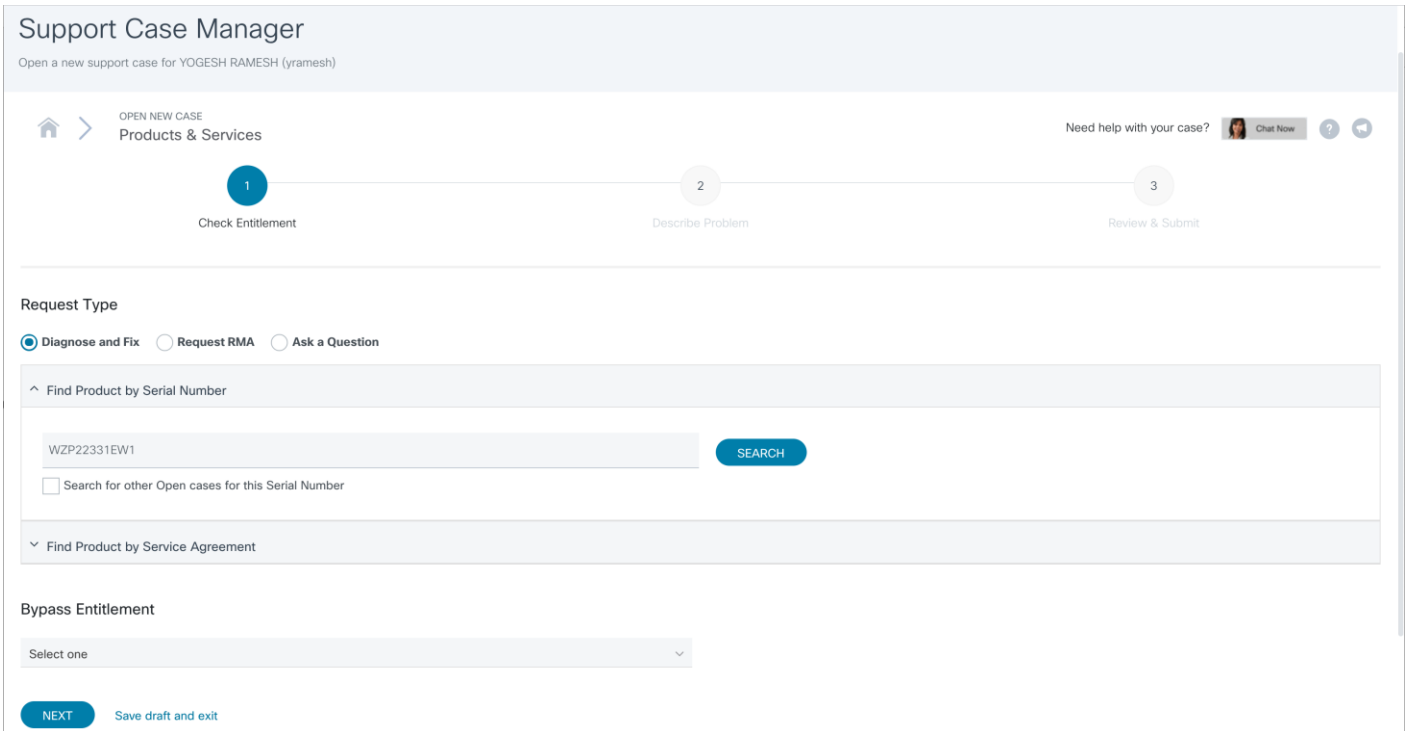 Support Case Manager
Open a new support case for YOGESH RAMESH (yramesh)
OPEN NEW CASE
Products & Services
Need help with your case?
Chat Now
?
1
2
3
Check Entitlement
Describe Problem
Review & Submit
Request Type
Diagnose and Fix
Request RMA
Ask a Question
Find Product by Serial Number
WZP22331EW1
SEARCH
Search for other Open cases for this Serial Number
Find Product by Service Agreement
Bypass Entitlement
Select one
NEXT
Save draft and exit